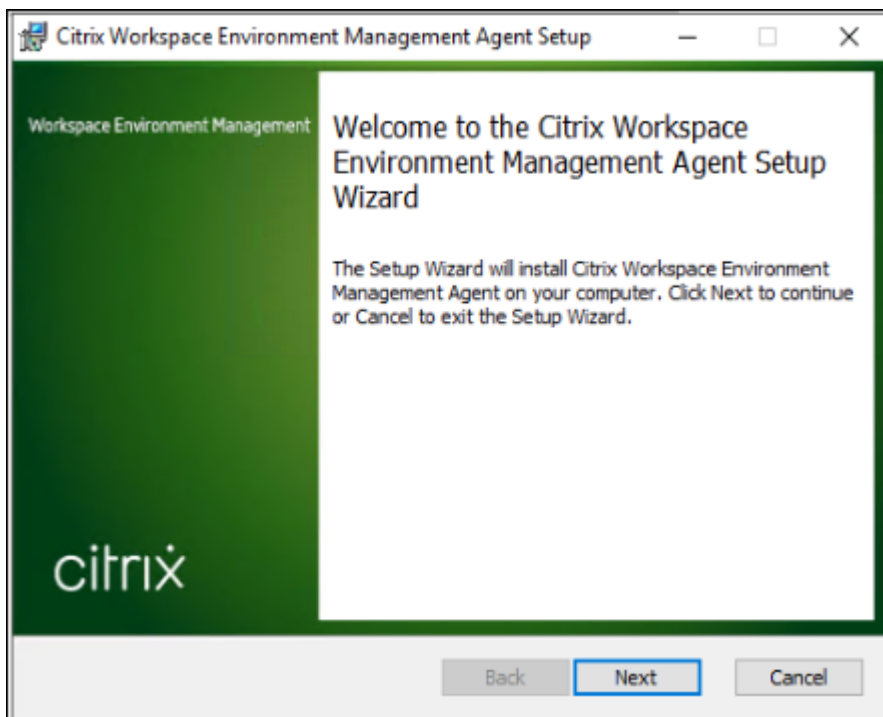 Citrix Workspace Environment Management Agent Setup
Workspace Environment Management
Welcome to the Citrix Workspace
Environment Management Agent Setup
Wizard
The Setup Wizard will install Citrix Workspace Environment
Management Agent on your computer. Click Next to continue
or Cancel to exit the Setup Wizard.
citrix
Back
Next
Cancel